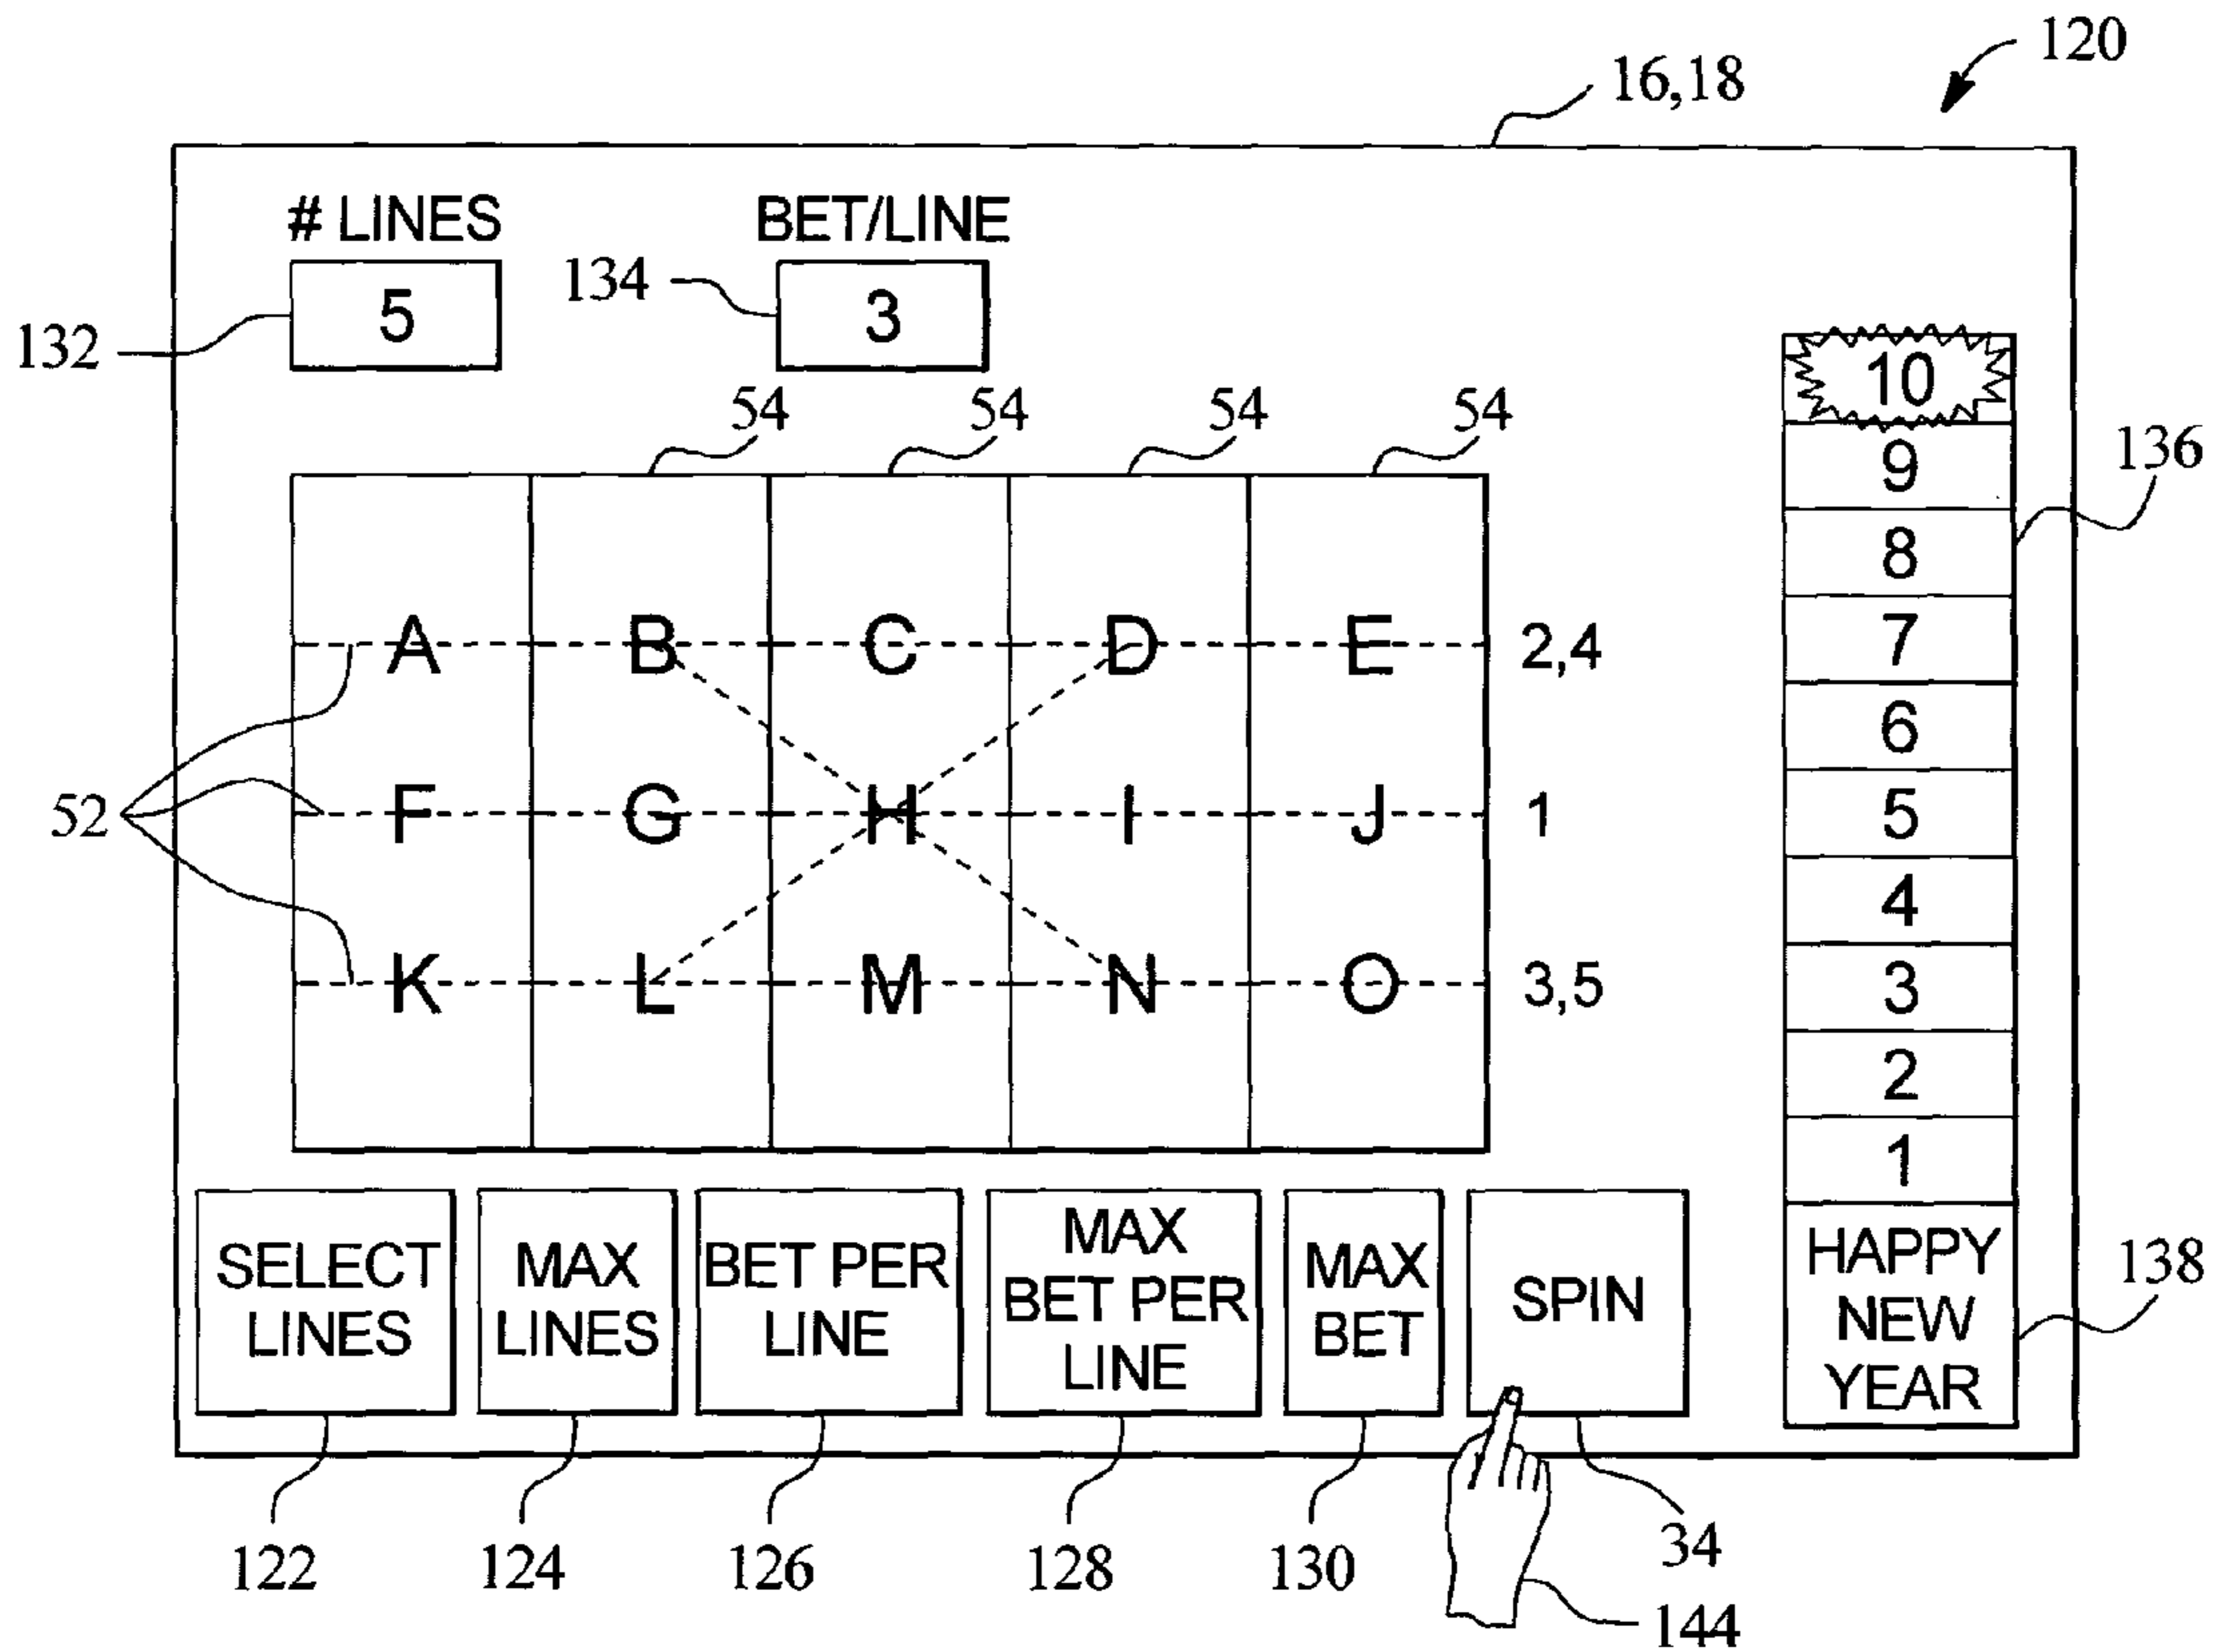 120
16,18
# LINES
BET/LINE
132
5
134
3
54
54
54
54
136
10
9
8
7
6
5
4
3
2
1
HAPPY
NEW
YEAR
138
52
A B C D E 2,4
F G H I J 1
K L M N O 3,5
SELECT
LINES
MAX
LINES
BET PER
LINE
MAX
BET PER
LINE
MAX
BET
SPIN
122
124
126
128
130
34
144